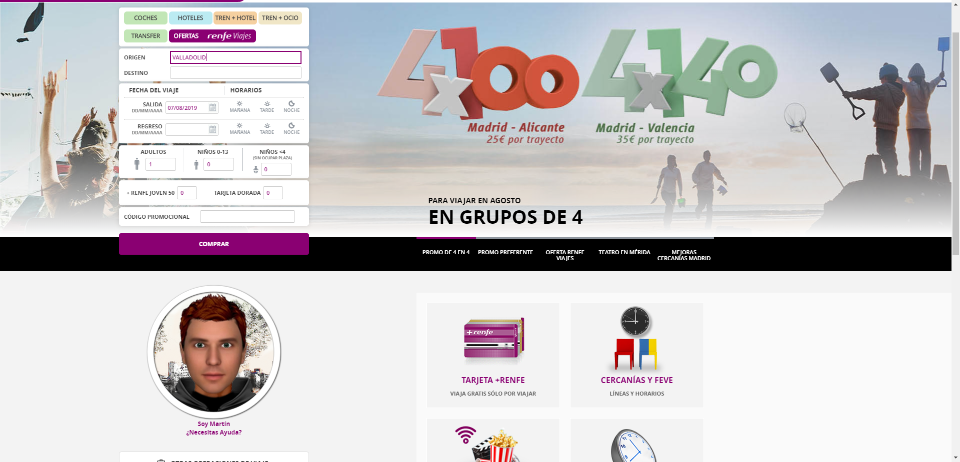 COCHES
HOTELES
TREN + HOTEL
TREN + OCIO
TRANSFER
OFERTAS renfe Viajes
ORIGEN
VALLADOLID
DESTINO
FECHA DEL VIAJE
HORARIOS
SALIDA
DD/MM/AAAA
07/08/2019
MAÑANA
TARDE
NOCHE
REGRESO
DD/MM/AAAA
MAÑANA
TARDE
NOCHE
ADULTOS
1
NIÑOS 0-13
0
NIÑOS <4
(SIN OCUPAR PLAZA)
0
+ RENFE JOVEN 50
0
TARJETA DORADA
0
CÓDIGO PROMOCIONAL
COMPRAR
4x100
Madrid - Alicante
25€ por trayecto
4x140
Madrid - Valencia
35€ por trayecto
PARA VIAJAR EN AGOSTO
EN GRUPOS DE 4
PROMO DE 4 EN 4
PROMO PREFERENTE
OFERTA RENFE
VIAJES
TEATRO EN MÉRIDA
MEJORAS
CERCANÍAS MADRID
Soy Martín
¿Necesitas Ayuda?
+renfe
TARJETA +RENFE
VIAJA GRATIS SÓLO POR VIAJAR
CERCANÍAS Y FEVE
LÍNEAS Y HORARIOS